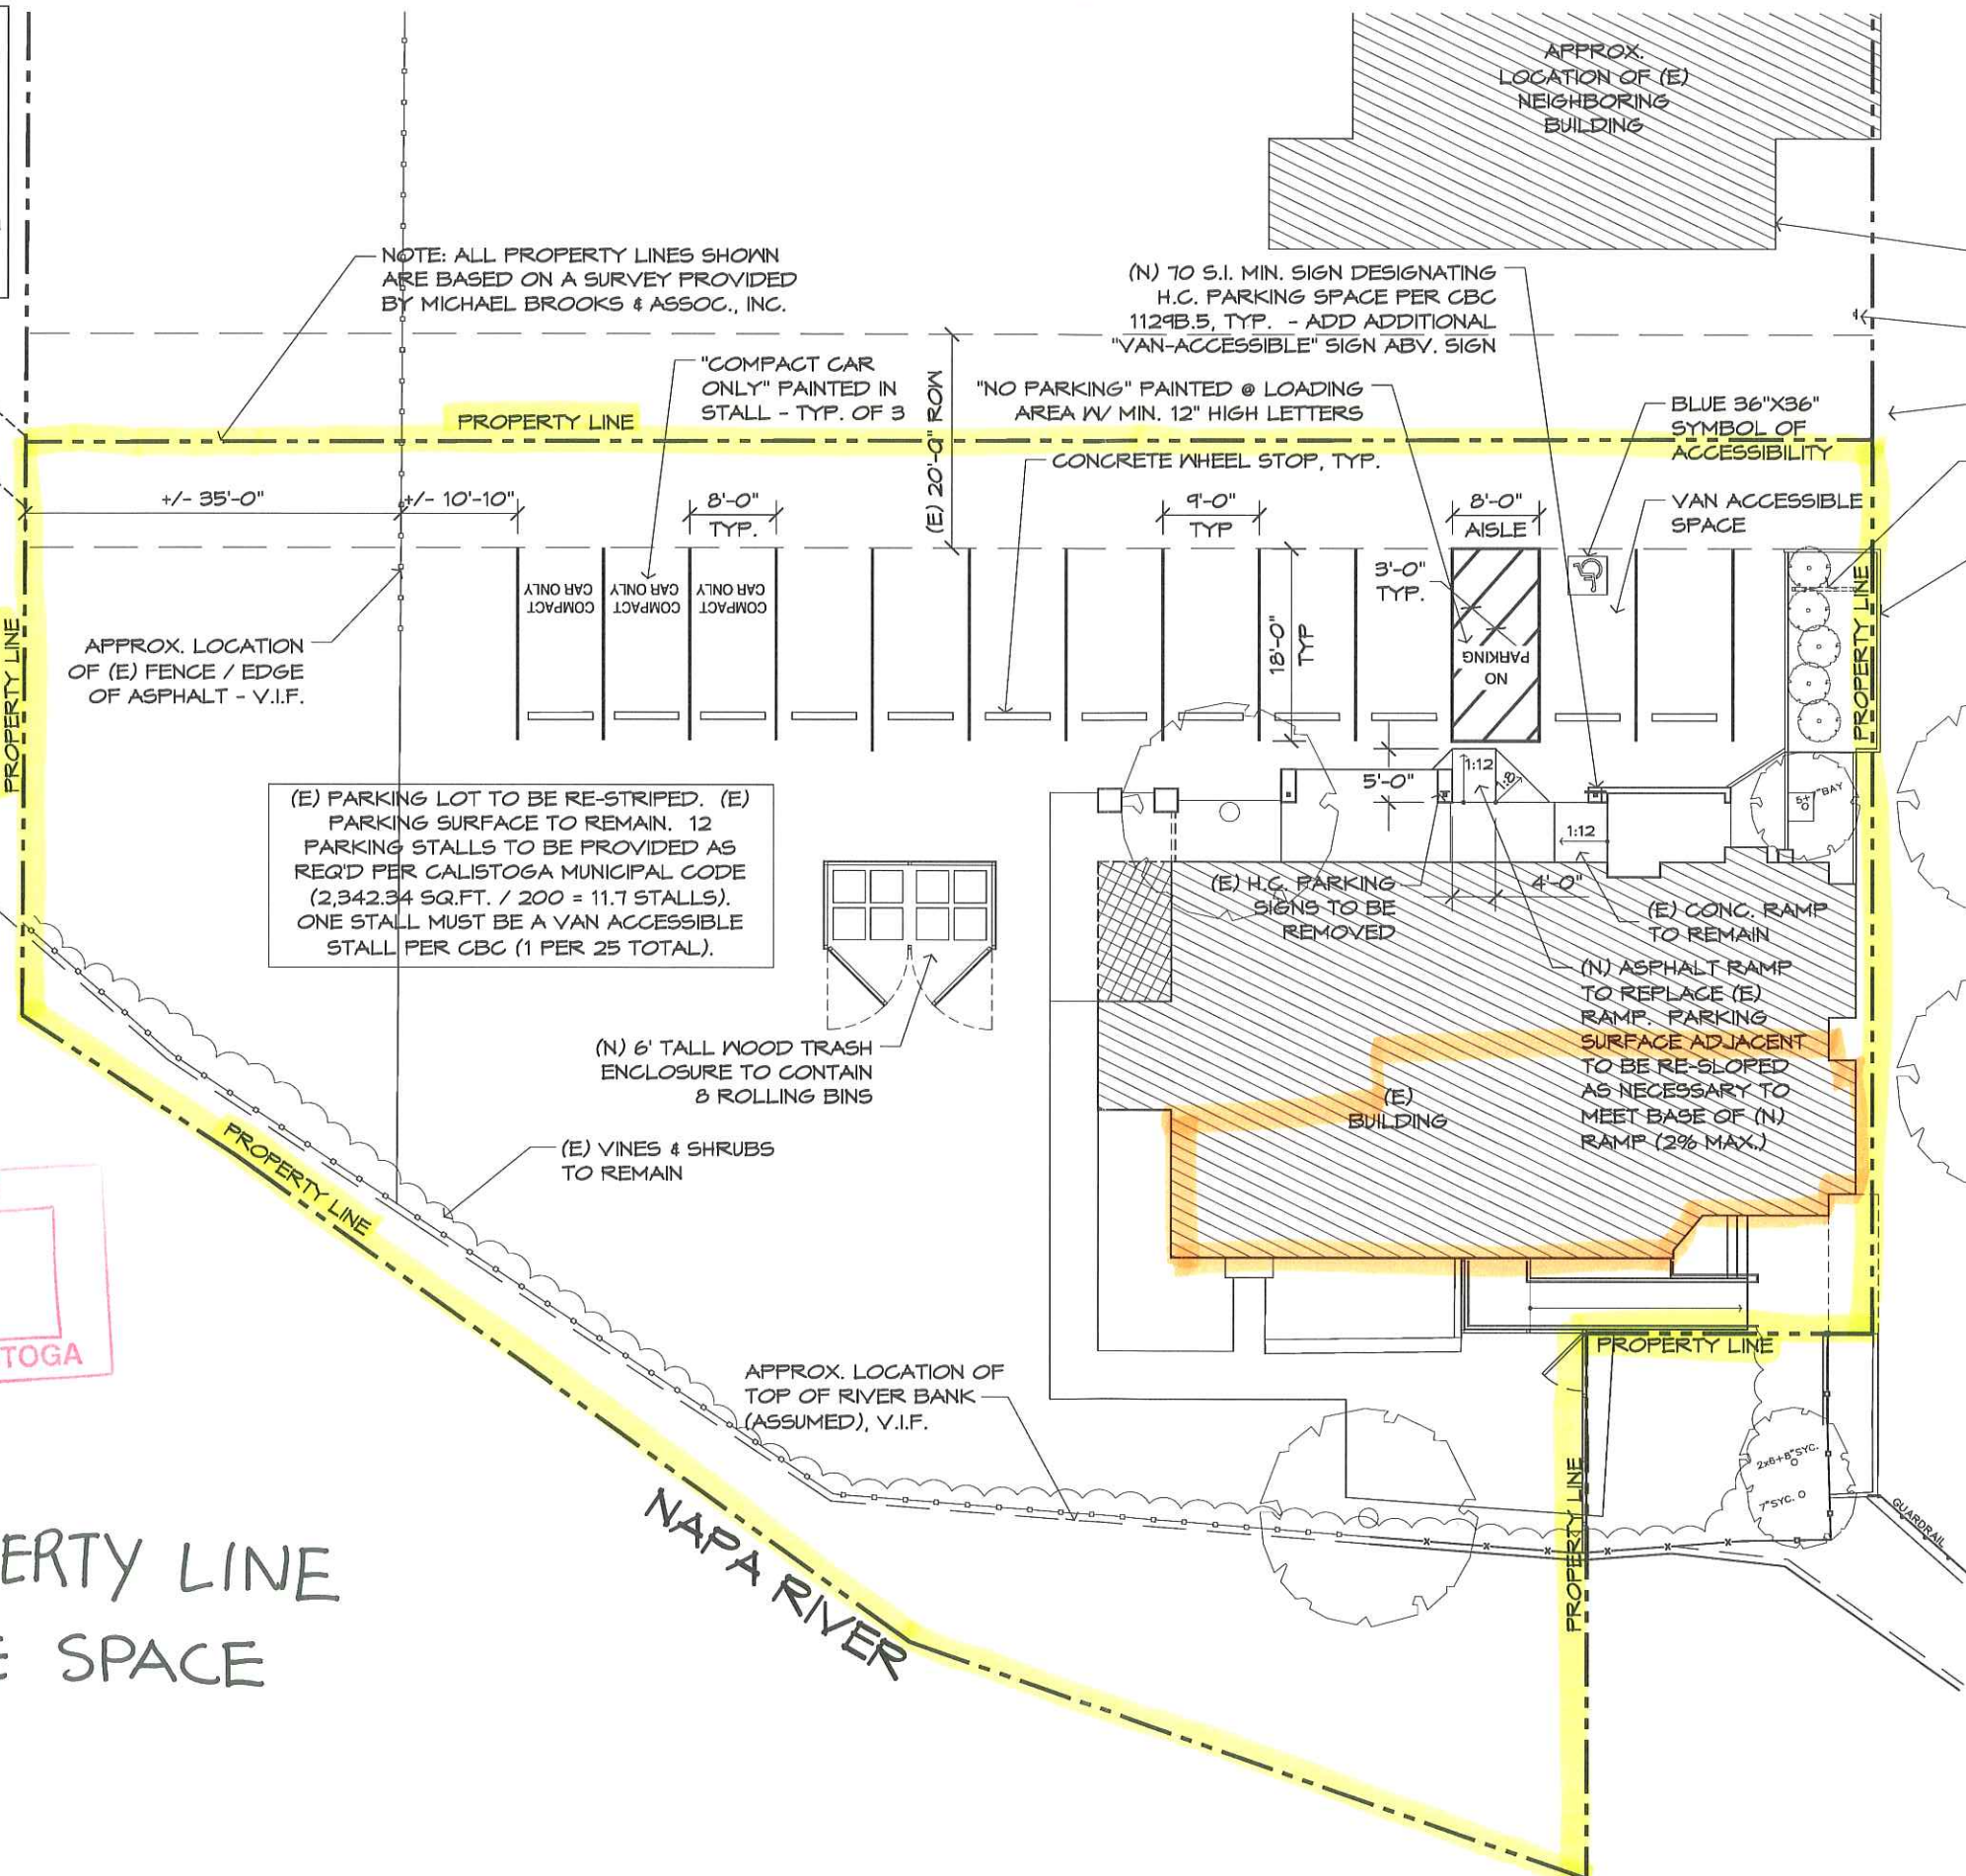 APPROX.
LOCATION OF (E)
NEIGHBORING
BUILDING
NOTE: ALL PROPERTY LINES SHOWN
ARE BASED ON A SURVEY PROVIDED
BY MICHAEL BROOKS & ASSOC., INC.
(N) 70 S.I. MIN. SIGN DESIGNATING
H.C. PARKING SPACE PER CBC
1129B.5, TYP. - ADD ADDITIONAL
"VAN-ACCESSIBLE" SIGN ABV. SIGN
"COMPACT CAR
ONLY" PAINTED IN
STALL - TYP. OF 3
(E) 20'-0" ROW
"NO PARKING" PAINTED @ LOADING
AREA W/ MIN. 12" HIGH LETTERS
BLUE 36"X36"
SYMBOL OF
ACCESSIBILITY
PROPERTY LINE
CONCRETE WHEEL STOP, TYP.
+/- 35'-0"
+/- 10'-10"
8'-0"
TYP.
9'-0"
TYP
8'-0"
AISLE
VAN ACCESSIBLE
SPACE
COMPACT
CAR ONLY
COMPACT
CAR ONLY
COMPACT
CAR ONLY
3'-0"
TYP.
18'-0"
TYP
NO
PARKING
PROPERTY LINE
PROPERTY LINE
APPROX. LOCATION
OF (E) FENCE / EDGE
OF ASPHALT - V.I.F.
(E) PARKING LOT TO BE RE-STRIPED. (E)
PARKING SURFACE TO REMAIN. 12
PARKING STALLS TO BE PROVIDED AS
REQ'D PER CALISTOGA MUNICIPAL CODE
(2,342.34 SQ.FT. / 200 = 11.7 STALLS).
ONE STALL MUST BE A VAN ACCESSIBLE
STALL PER CBC (1 PER 25 TOTAL).
5'-0"
1:12
1:8
1:12
BAY
(E) H.C. PARKING
SIGNS TO BE
REMOVED
4'-0"
(E) CONC. RAMP
TO REMAIN
(N) ASPHALT RAMP
TO REPLACE (E)
RAMP. PARKING
SURFACE ADJACENT
TO BE RE-SLOPED
AS NECESSARY TO
MEET BASE OF (N)
RAMP (2% MAX.)
(N) 6' TALL WOOD TRASH
ENCLOSURE TO CONTAIN
8 ROLLING BINS
(E)
BUILDING
(E) VINES & SHRUBS
TO REMAIN
PROPERTY LINE
TOGA
PROPERTY LINE
APPROX. LOCATION OF
TOP OF RIVER BANK
(ASSUMED), V.I.F.
2x6+8"SYC.
7"SYC.
GUARDRAIL
PROPERTY LINE
NAPA RIVER
ERTY LINE
E SPACE